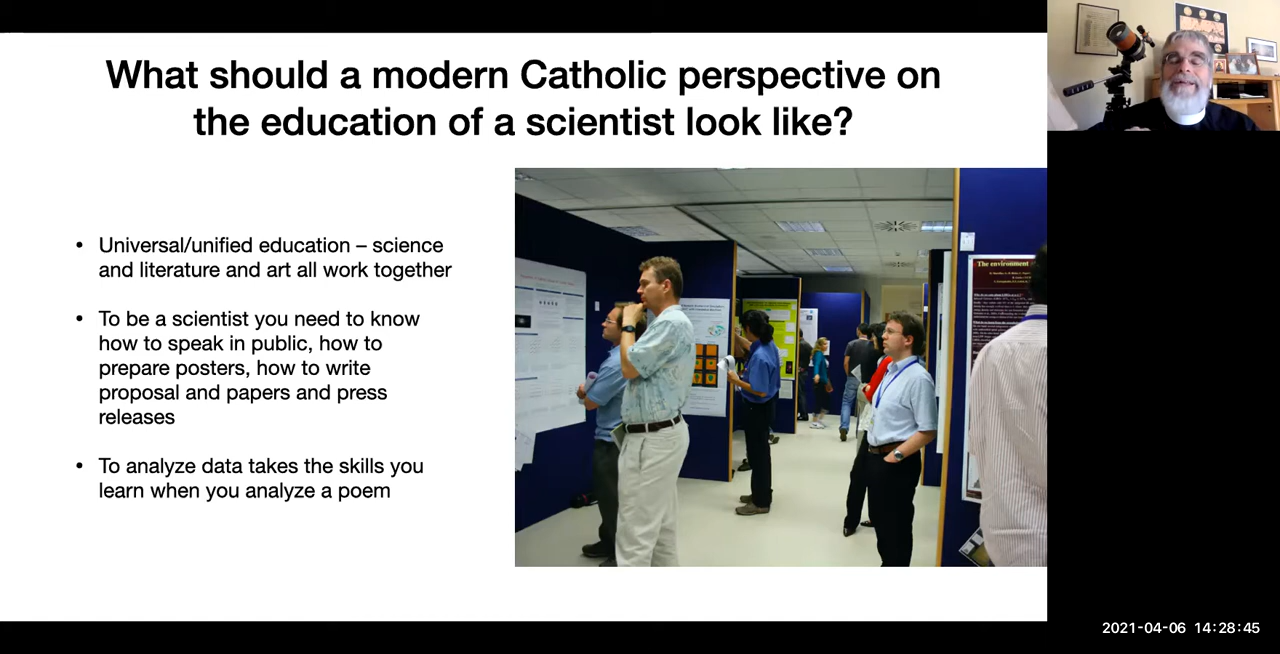 What should a modern Catholic perspective on
the education of a scientist look like?
• Universal/unified education – science
and literature and art all work together
• To be a scientist you need to know
how to speak in public, how to
prepare posters, how to write
proposal and papers and press
releases
• To analyze data takes the skills you
learn when you analyze a poem
The environment
2021-04-06 14:28:45